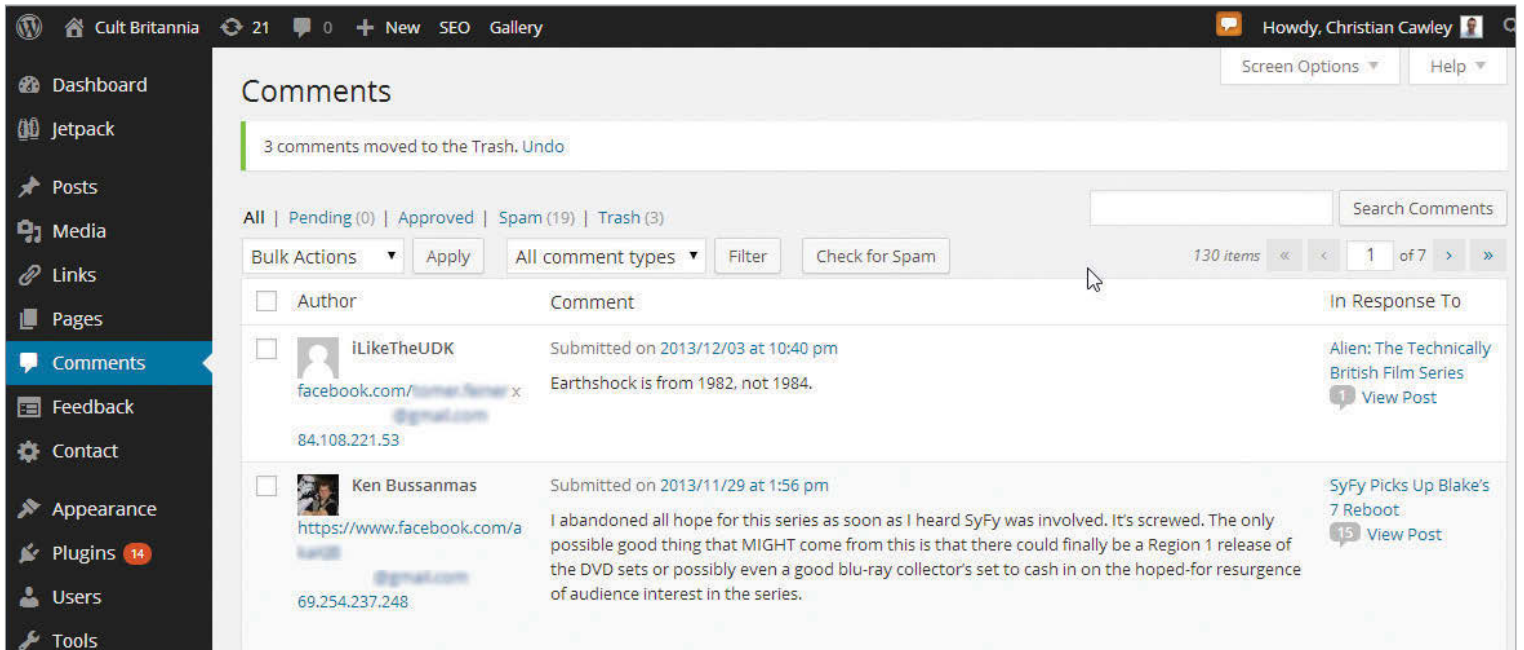 Cult Britannia 21 0 + New SEO Gallery Howdy, Christian Cawley
Dashboard
Jetpack
Posts
Media
Links
Pages
Comments
Feedback
Contact
Appearance
Plugins 14
Users
Tools
Screen Options ▼ Help ▼
Comments
3 comments moved to the Trash. Undo
All | Pending (0) | Approved | Spam (19) | Trash (3)
Search Comments
Bulk Actions ▼ Apply All comment types ▼ Filter Check for Spam 130 items « ‹ 1 of 7 › »
Author Comment In Response To
iLikeTheUDK
facebook.com/ x
@gmail.com
84.108.221.53
Submitted on 2013/12/03 at 10:40 pm
Earthshock is from 1982, not 1984.
Alien: The Technically
British Film Series
1 View Post
Ken Bussanmas
https://www.facebook.com/a
@gmail.com
69.254.237.248
Submitted on 2013/11/29 at 1:56 pm
I abandoned all hope for this series as soon as I heard SyFy was involved. It's screwed. The only
possible good thing that MIGHT come from this is that there could finally be a Region 1 release of
the DVD sets or possibly even a good blu-ray collector's set to cash in on the hoped-for resurgence
of audience interest in the series.
SyFy Picks Up Blake's
7 Reboot
15 View Post